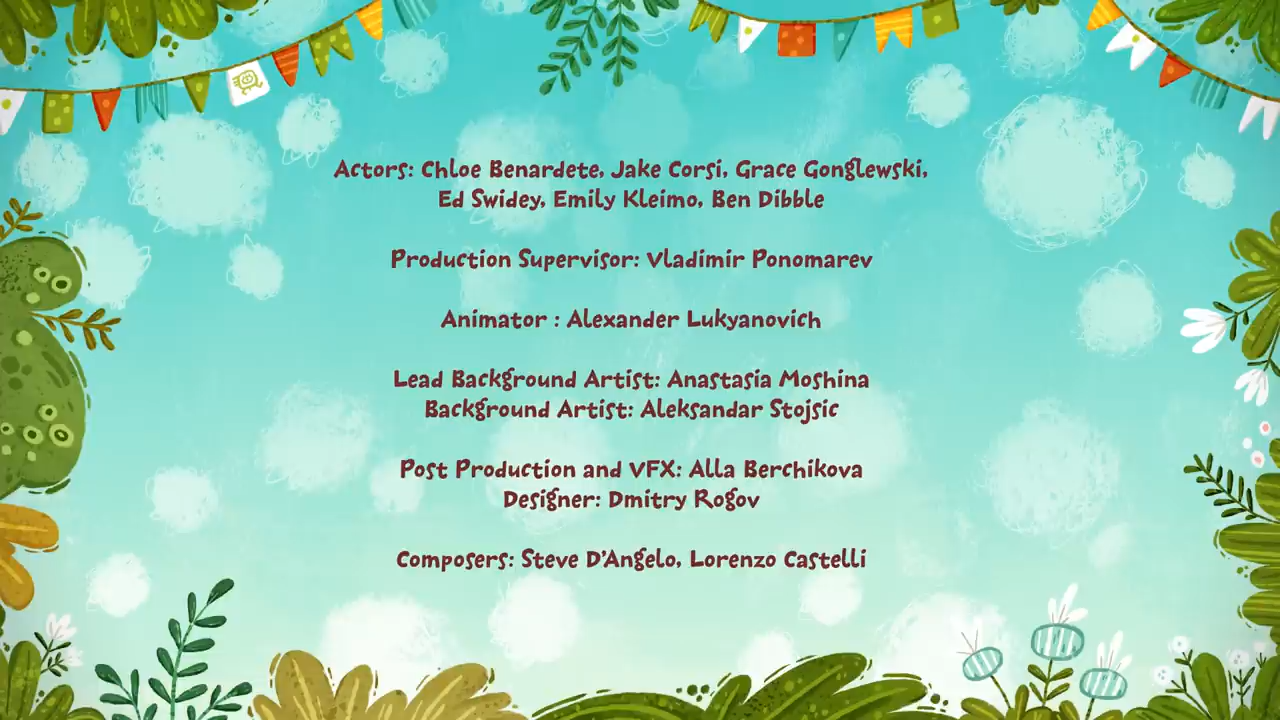 Actors: Chloe Benardete, Jake Corsi, Grace Gonglewski,
Ed Swidey, Emily Kleimo, Ben Dibble
Production Supervisor: Vladimir Ponomarev
Animator : Alexander Lukyanovich
Lead Background Artist: Anastasia Moshina
Background Artist: Aleksandar Stojsic
Post Production and VFX: Alla Berchikova
Designer: Dmitry Rogov
Composers: Steve D'Angelo, Lorenzo Castelli